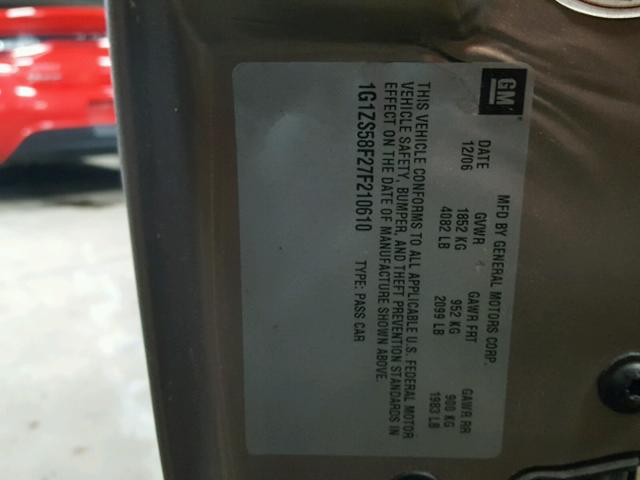 GM
MFD BY GENERAL MOTORS CORP.
DATE GVWR GAWR FRT GAWR RR
12/06 1852 KG 952 KG 900 KG
4082 LB 2099 LB 1983 LB
THIS VEHICLE CONFORMS TO ALL APPLICABLE U.S. FEDERAL MOTOR
VEHICLE SAFETY, BUMPER, AND THEFT PREVENTION STANDARDS IN
EFFECT ON THE DATE OF MANUFACTURE SHOWN ABOVE.
1G1ZS58F27F210610 TYPE: PASS CAR